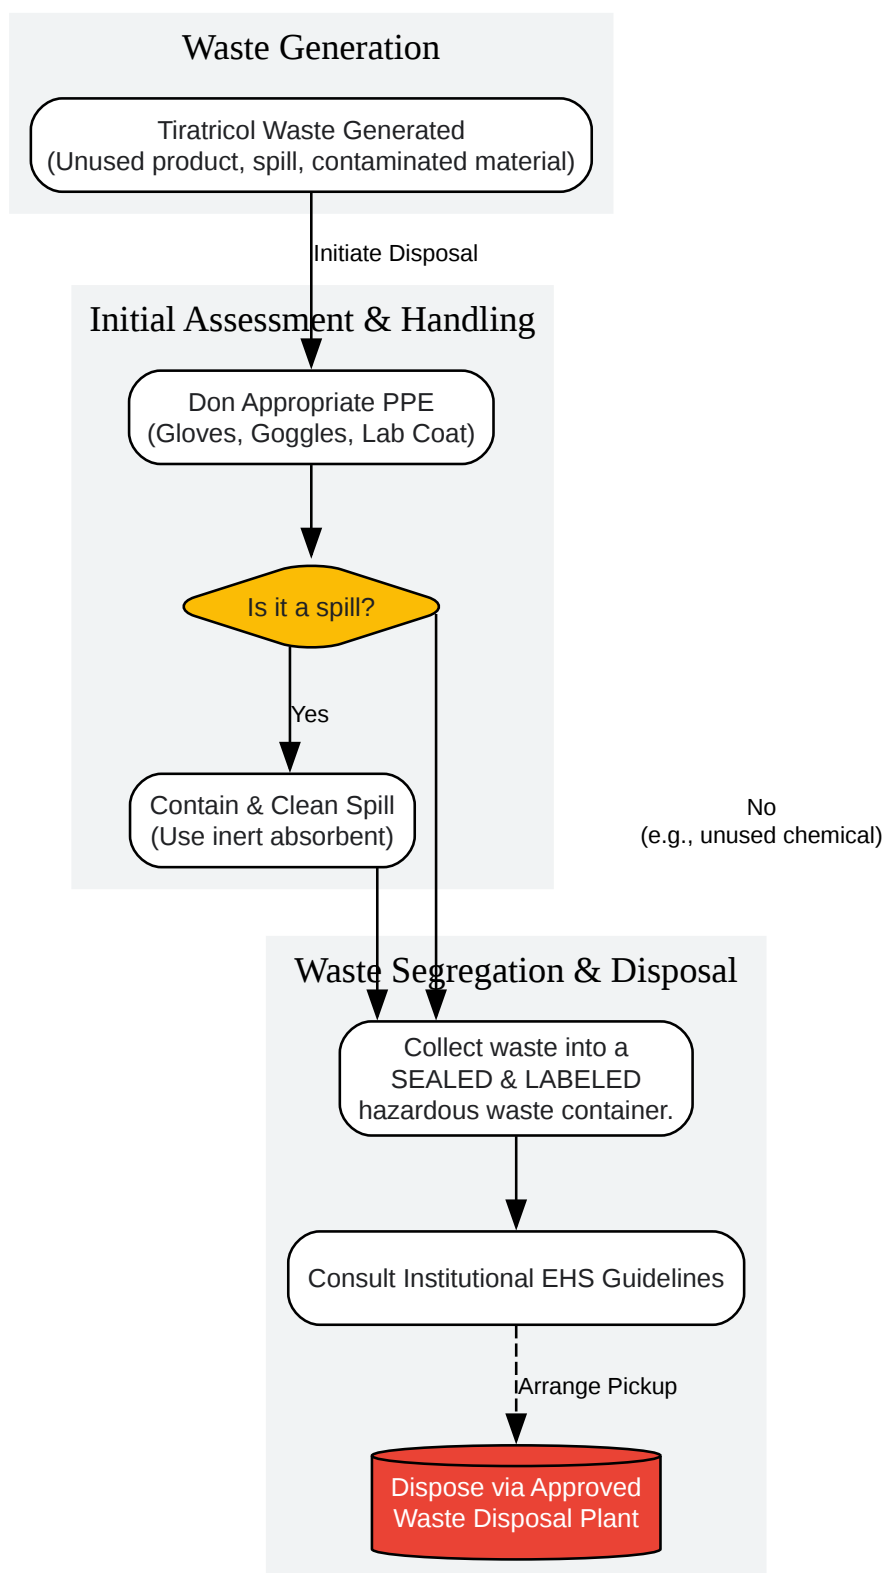 Waste Generation
Tiratricol Waste Generated
(Unused product, spill, contaminated material)
Initiate Disposal
Initial Assessment & Handling
Don Appropriate PPE
(Gloves, Goggles, Lab Coat)
Is it a spill?
Yes
Contain & Clean Spill
(Use inert absorbent)
No
(e.g., unused chemical)
Waste Segregation & Disposal
Collect waste into a
SEALED & LABELED
hazardous waste container.
Consult Institutional EHS Guidelines
Arrange Pickup
Dispose via Approved
Waste Disposal Plant